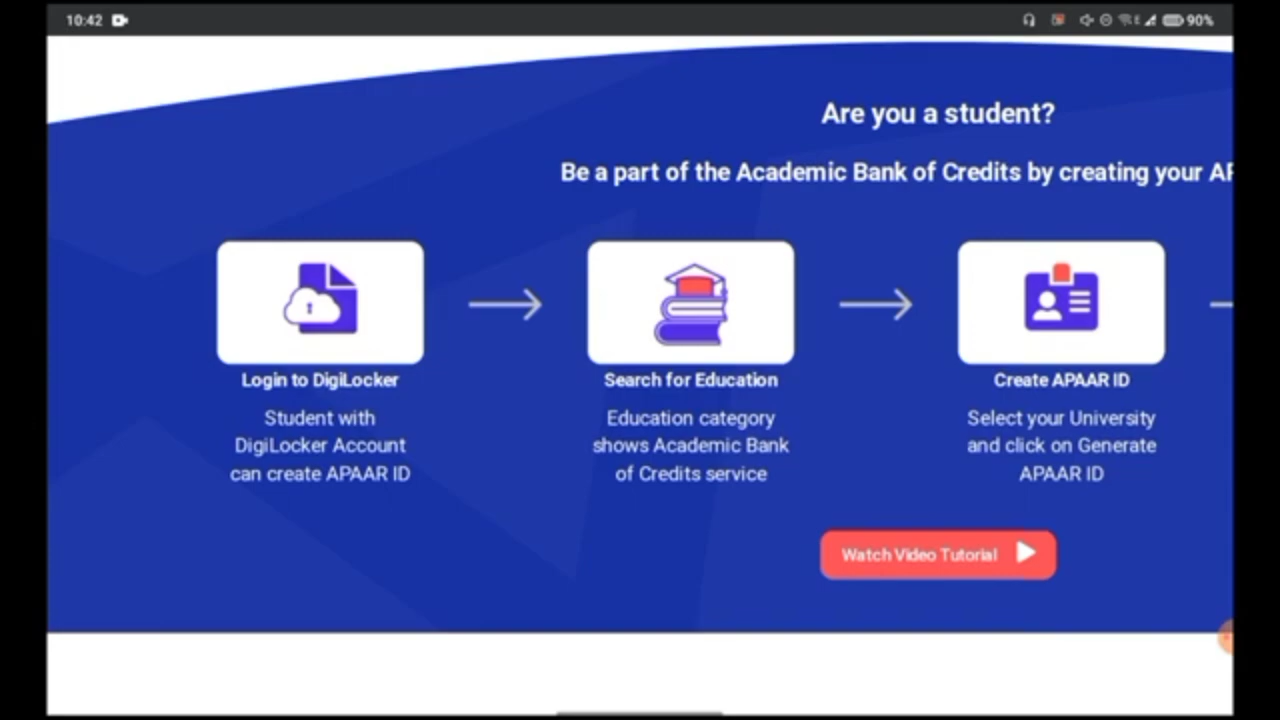 10:42
90%
Are you a student?
Be a part of the Academic Bank of Credits by creating your
Login to DigiLocker
Student with
DigiLocker Account
can create APAAR ID
Search for Education
Education category
shows Academic Bank
of Credits service
Create APAAR ID
Select your University
and click on Generate
APAAR ID
Watch Video Tutorial